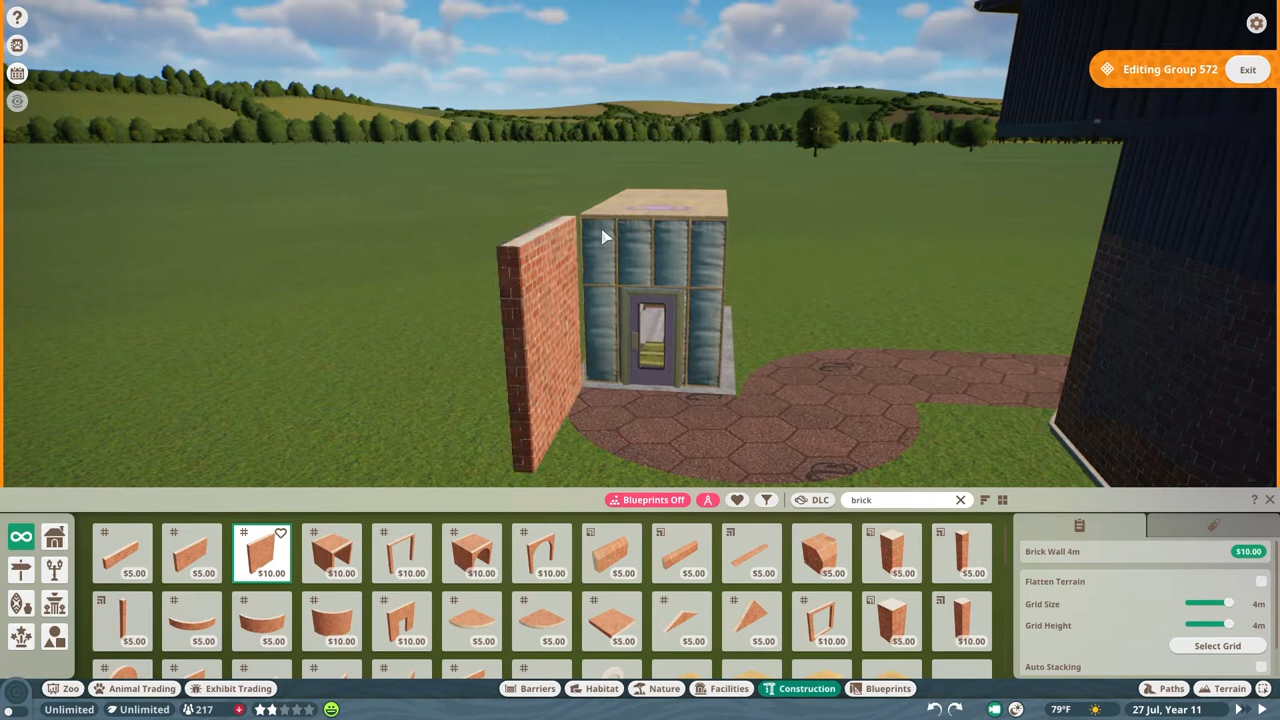 ?
Editing Group 572 Exit
Blueprints Off DLC brick
?
$5.00 $5.00 $10.00 $10.00 $5.00 $10.00 $5.00 $5.00 $5.00 $5.00 $5.00 $5.00 $5.00
$5.00 $5.00 $5.00 $10.00 $5.00 $5.00 $5.00 $5.00 $5.00 $5.00 $10.00 $5.00 $10.00
Brick Wall 4m $10.00
Flatten Terrain
Grid Size 4m
Grid Height 4m
Select Grid
Auto Stacking
Zoo Animal Trading Exhibit Trading Barriers Habitat Nature Facilities Construction Blueprints Paths Terrain
Unlimited Unlimited 217 79°F 27 Jul, Year 11